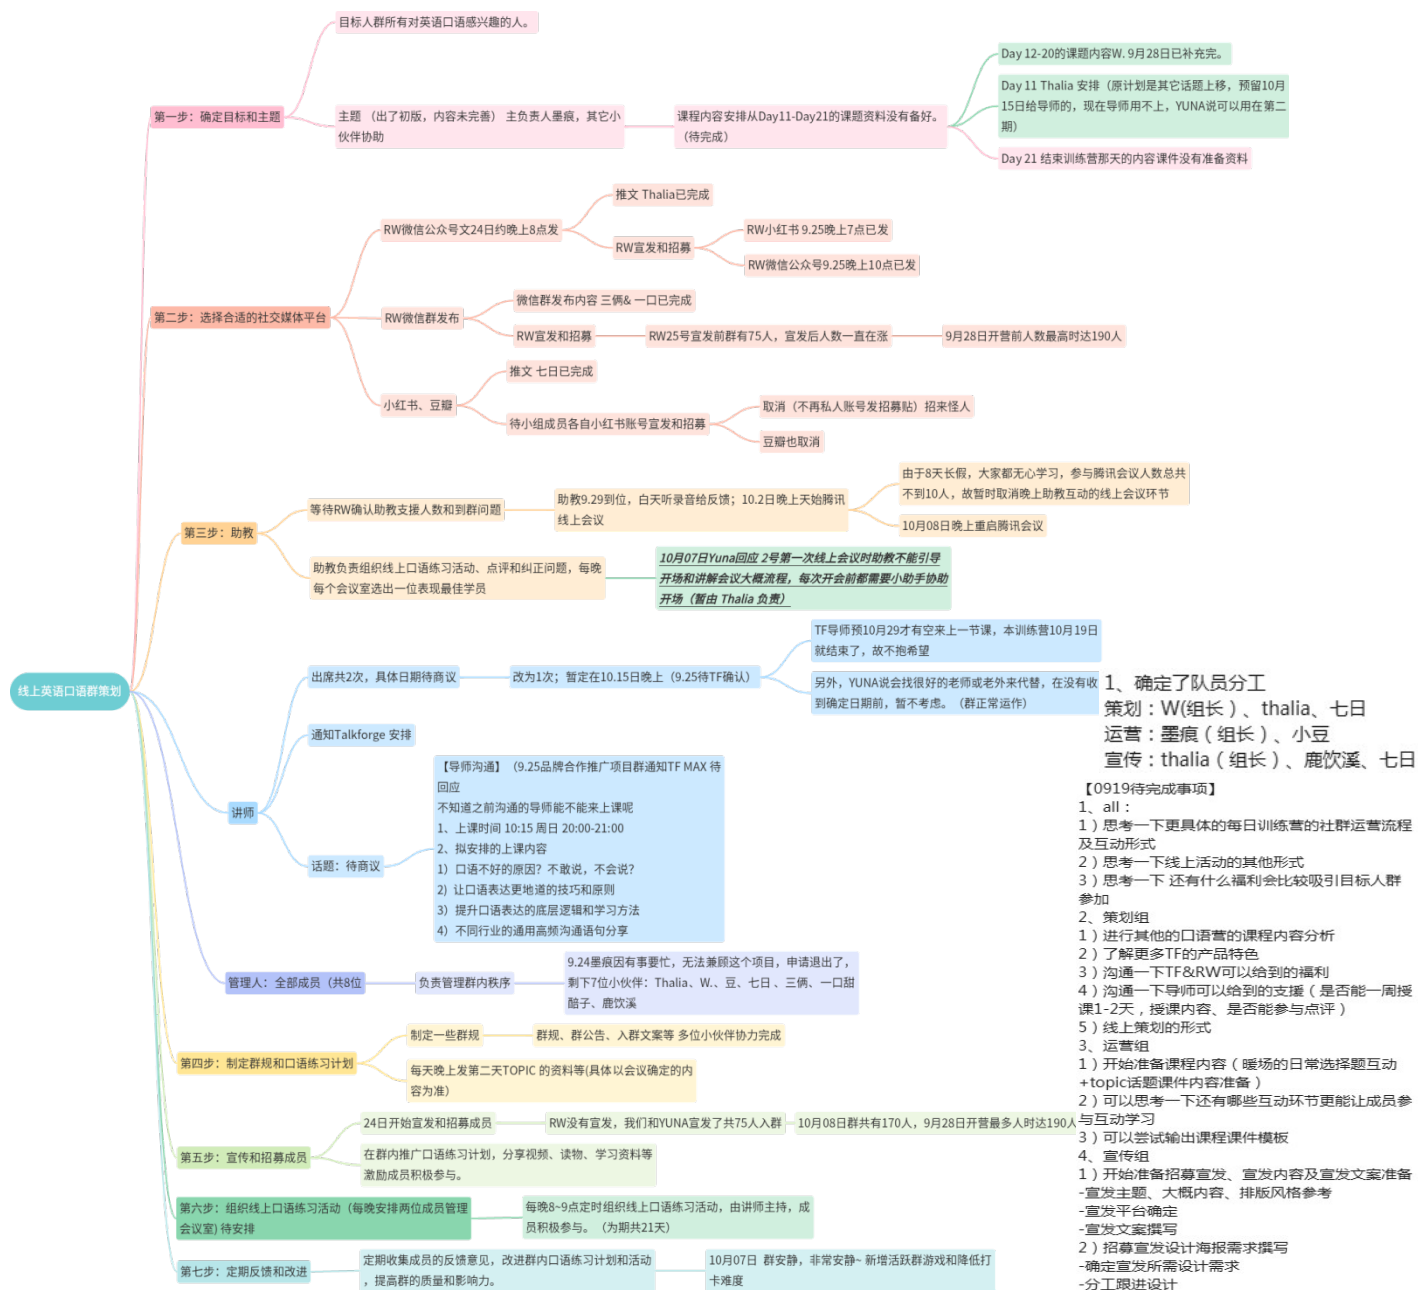 线上英语口语群策划
第一步：确定目标和主题
目标人群所有对英语口语感兴趣的人。
主题 （出了初版，内容未完善） 主负责人墨痕，其它小
伙伴协助
课程内容安排从Day11-Day21的课题资料没有备好。
（待完成）
Day 12-20的课题内容W. 9月28日已补充完。
Day 11 Thalia 安排（原计划是其它话题上移，预留10月
15日给导师的，现在导师用不上，YUNA说可以用在第二
期）
Day 21 结束训练营那天的内容课件没有准备资料
第二步：选择合适的社交媒体平台
RW微信公众号文24日约晚上8点发
推文 Thalia已完成
RW宣发和招募
RW小红书 9.25晚上7点已发
RW微信公众号9.25晚上10点已发
RW微信群发布
微信群发布内容 三俩& 一口已完成
RW宣发和招募
RW25号宣发前群有75人，宣发后人数一直在涨
9月28日开营前人数最高时达190人
小红书、豆瓣
推文 七日已完成
待小组成员各自小红书账号宣发和招募
取消（不再私人账号发招募贴）招来怪人
豆瓣也取消
第三步：助教
等待RW确认助教支援人数和到群问题
助教9.29到位，白天听录音给反馈；10.2日晚上天始腾讯
线上会议
由于8天长假，大家都无心学习，参与腾讯会议人数总共
不到10人，故暂时取消晚上助教互动的线上会议环节
10月08日晚上重启腾讯会议
助教负责组织线上口语练习活动、点评和纠正问题，每晚
每个会议室选出一位表现最佳学员
10月07日Yuna回应 2号第一次线上会议时助教不能引导
开场和讲解会议大概流程，每次开会前都需要小助手协助
开场（暂由 Thalia 负责）
讲师
出席共2次，具体日期待商议
改为1次；暂定在10.15日晚上（9.25待TF确认）
TF导师预10月29才有空来上一节课，本训练营10月19日
就结束了，故不抱希望
另外，YUNA说会找很好的老师或老外来代替，在没有收
到确定日期前，暂不考虑。（群正常运作）
通知Talkforge 安排
话题：待商议
【导师沟通】（9.25品牌合作推广项目群通知TF MAX 待
回应
不知道之前沟通的导师能不能来上课呢
1、上课时间 10:15 周日 20:00-21:00
2、拟安排的上课内容
1）口语不好的原因？不敢说，不会说？
2）让口语表达更地道的技巧和原则
3）提升口语表达的底层逻辑和学习方法
4）不同行业的通用高频沟通语句分享
管理人：全部成员（共8位
负责管理群内秩序
9.24墨痕因有事要忙，无法兼顾这个项目，申请退出了，
剩下7位小伙伴：Thalia、W.、豆、七日 、三俩、一口甜
醅子、鹿饮溪
第四步：制定群规和口语练习计划
制定一些群规
群规、群公告、入群文案等 多位小伙伴协力完成
每天晚上发第二天TOPIC 的资料等(具体以会议确定的内
容为准）
第五步：宣传和招募成员
24日开始宣发和招募成员
RW没有宣发，我们和YUNA宣发了共75人入群
10月08日群共有170人，9月28日开营最多人时达190人
在群内推广口语练习计划，分享视频、读物、学习资料等
激励成员积极参与。
第六步：组织线上口语练习活动（每晚安排两位成员管理
会议室) 待安排
每晚8~9点定时组织线上口语练习活动，由讲师主持，成
员积极参与。（为期共21天）
第七步：定期反馈和改进
定期收集成员的反馈意见，改进群内口语练习计划和活动
，提高群的质量和影响力。
10月07日 群安静，非常安静~ 新增活跃群游戏和降低打
卡难度
1、确定了队员分工
策划：W(组长）、thalia、七日
运营：墨痕（组长）、小豆
宣传：thalia（组长）、鹿饮溪、七日
【0919待完成事项】
1、all：
1）思考一下更具体的每日训练营的社群运营流程
及互动形式
2）思考一下线上活动的其他形式
3）思考一下 还有什么福利会比较吸引目标人群
参加
2、策划组
1）进行其他的口语营的课程内容分析
2）了解更多TF的产品特色
3）沟通一下TF&RW可以给到的福利
4）沟通一下导师可以给到的支援（是否能一周授
课1-2天，授课内容、是否能参与点评）
5）线上策划的形式
3、运营组
1）开始准备课程内容（暖场的日常选择题互动
+topic话题课件内容准备）
2）可以思考一下还有哪些互动环节更能让成员参
与互动学习
3）可以尝试输出课程课件模板
4、宣传组
1）开始准备招募宣发、宣发内容及宣发文案准备
-宣发主题、大概内容、排版风格参考
-宣发平台确定
-宣发文案撰写
2）招募宣发设计海报需求撰写
-确定宣发所需设计需求
-分工跟进设计